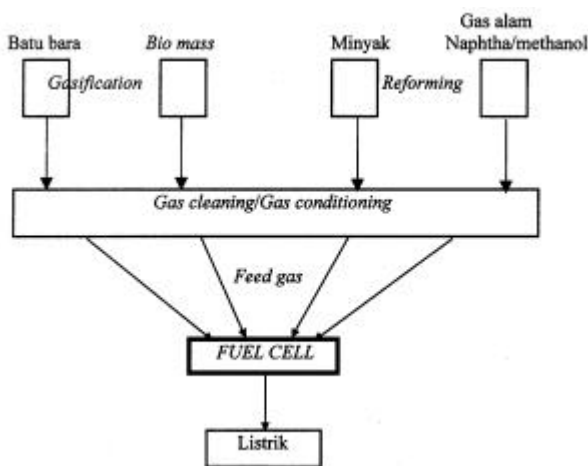 Gas alam
Batu bara Bio mass Minyak Naphtha/methanol
Gasification Reforming
Gas cleaning/Gas conditioning
Feed gas
FUEL CELL
Listrik